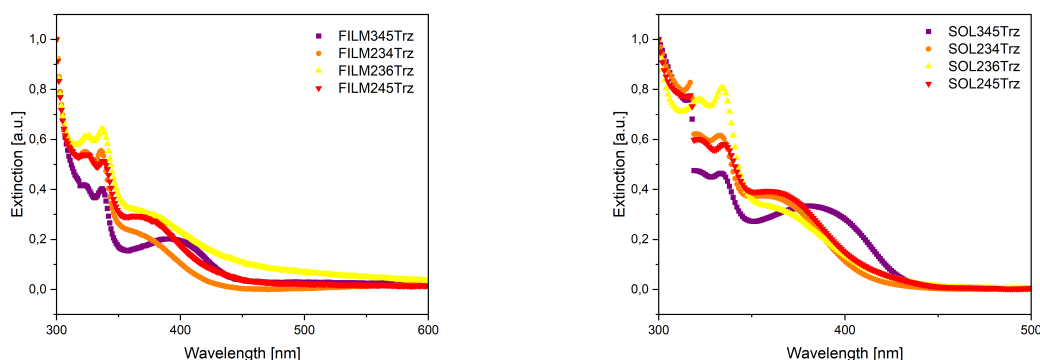 FILM345Trz
FILM234Trz
FILM236Trz
FILM245Trz
1,0
0,8
0,6
0,4
0,2
0,0
Extinction [a.u.]
300
400
500
600
Wavelength [nm]
SOL345Trz
SOL234Trz
SOL236Trz
SOL245Trz
1,0
0,8
0,6
0,4
0,2
0,0
Extinction [a.u.]
300
400
500
Wavelength [nm]